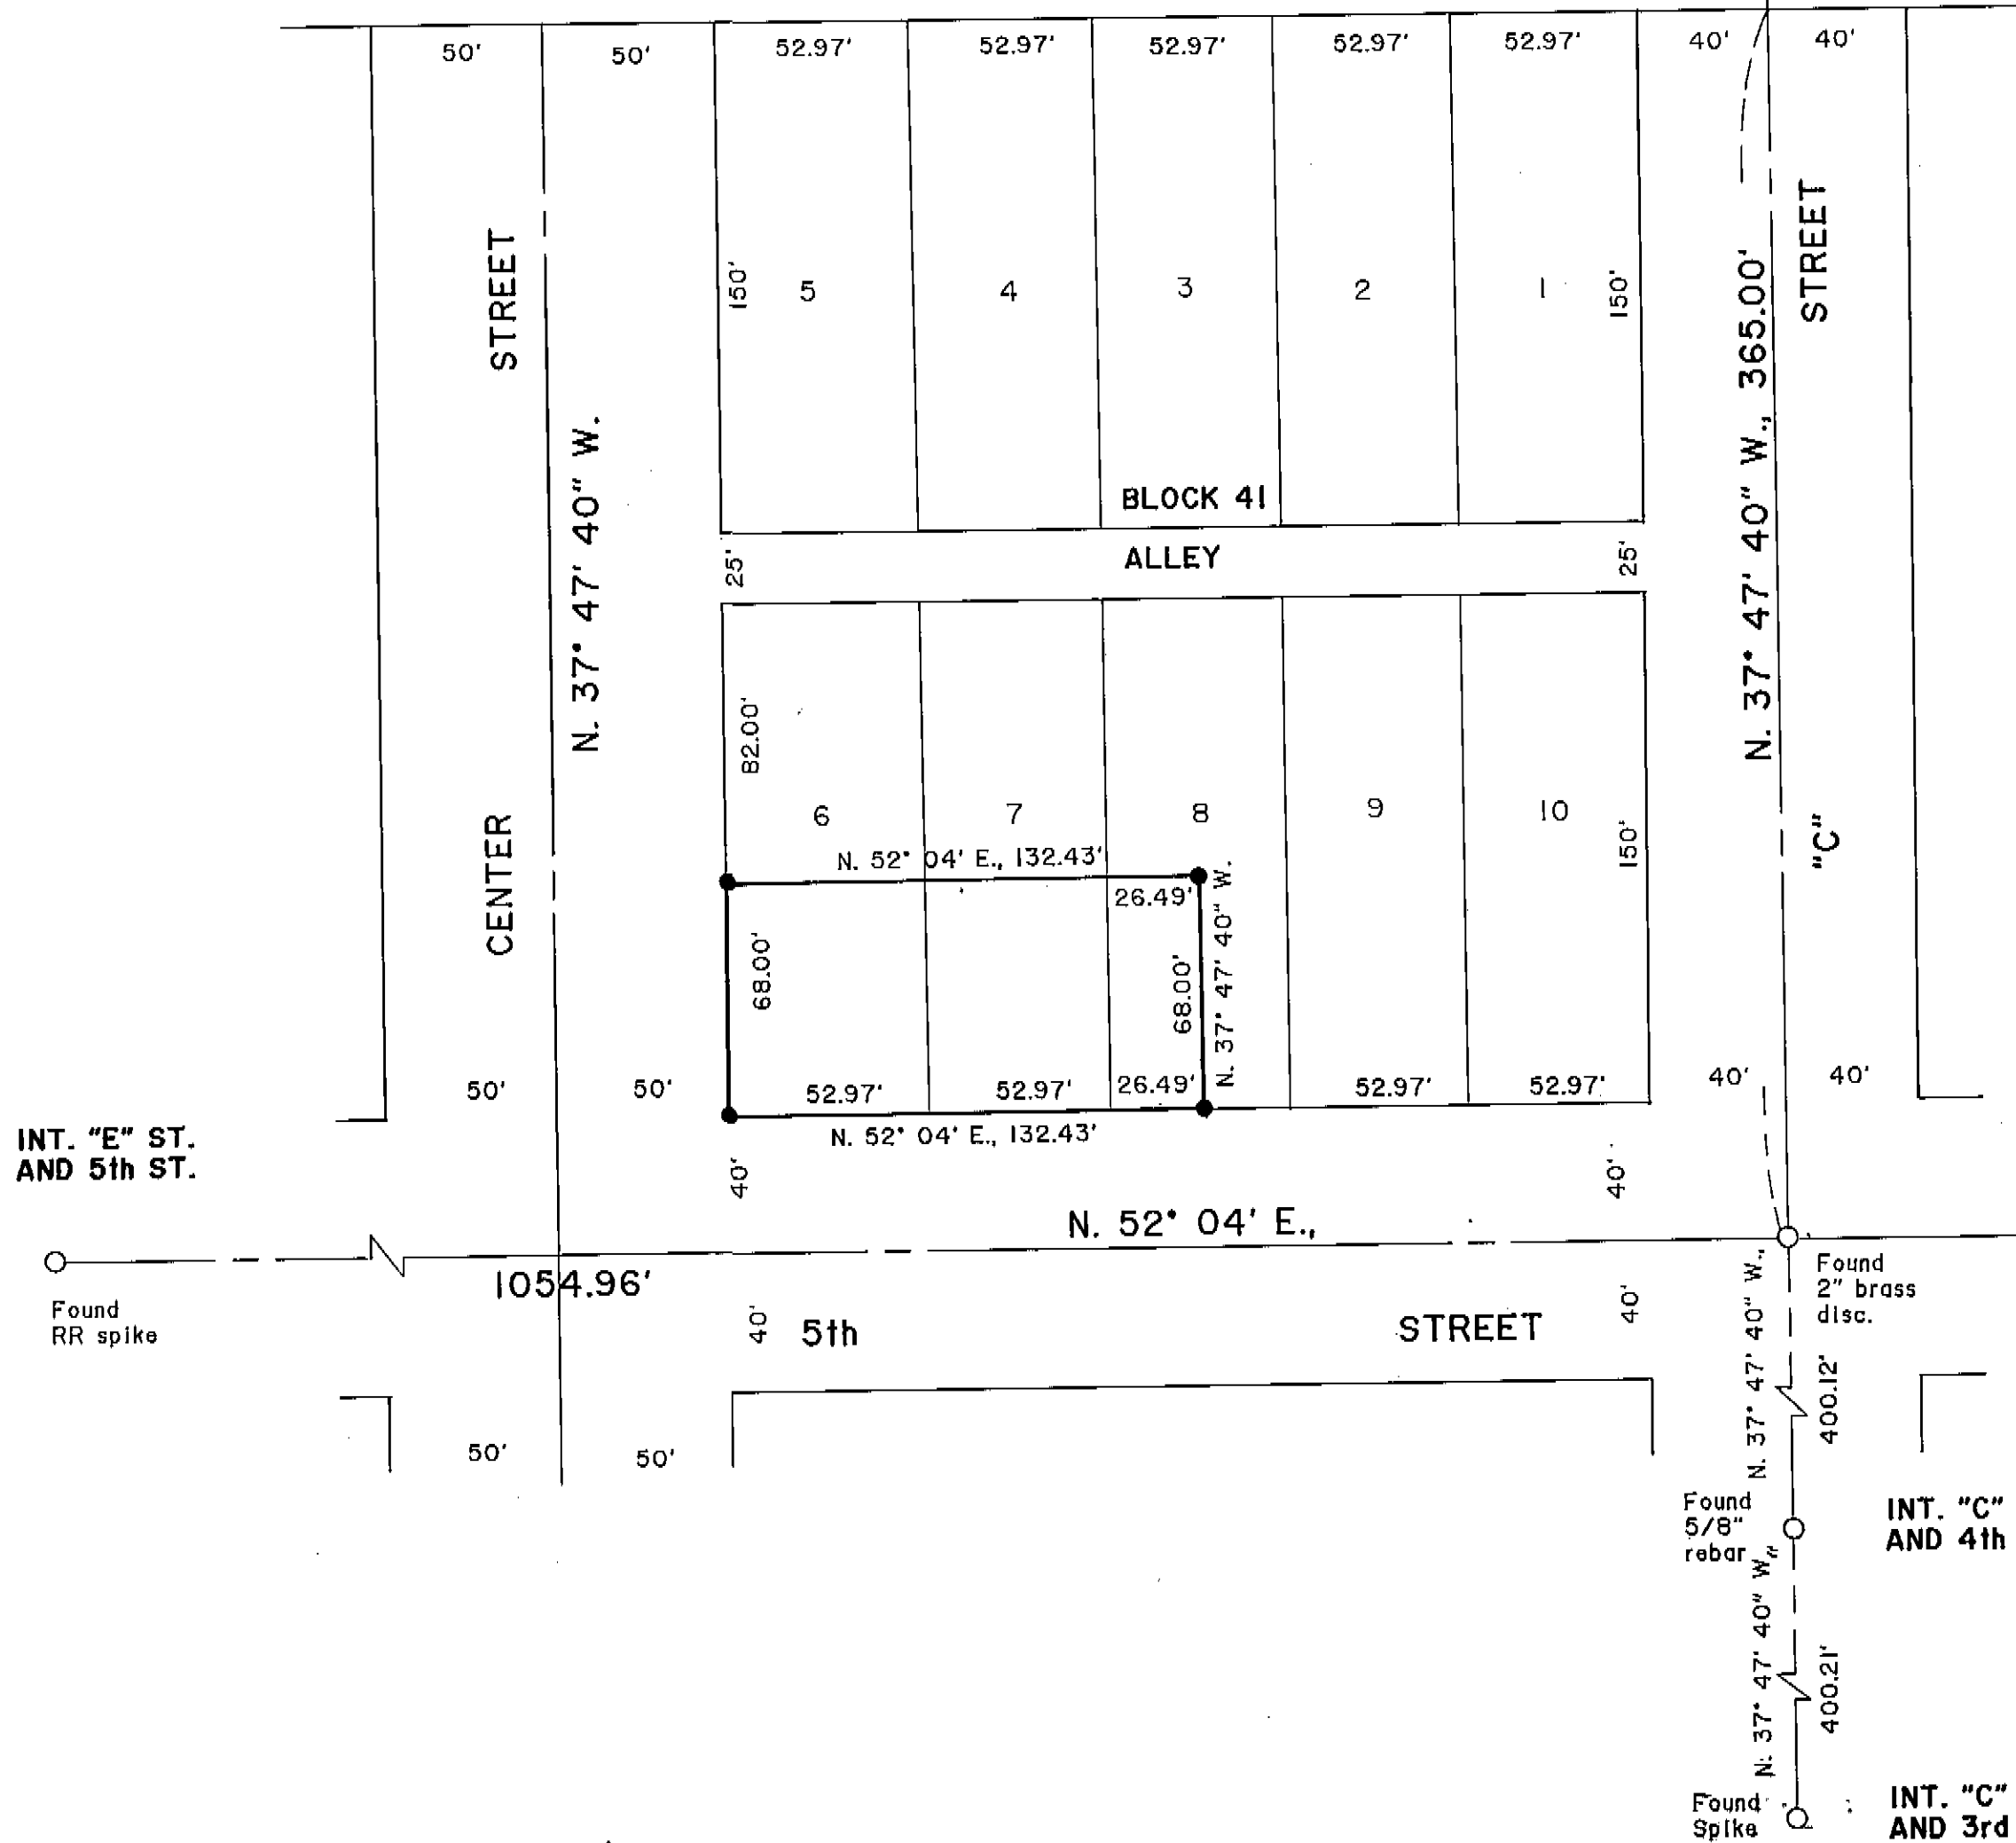 50' 50' 52.97' 52.97' 52.97' 52.97' 52.97' 40' 40'
STREET
STREET
150' 5 4 3 2 1 150'
N. 37° 47' 40" W.
N. 37° 47' 40" W., 365.00'
BLOCK 41
25' ALLEY 25'
82.00'
6 7 8 9 10
150'
"C"
CENTER
N. 52° 04' E., 132.43'
26.49'
N. 37° 47' 40" W.
68.00'
68.00'
50' 50' 52.97' 52.97' 26.49' 52.97' 52.97' 40' 40'
N. 52° 04' E., 132.43'
INT. "E" ST.
AND 5th ST.
40' 40'
N. 52° 04' E.,
1054.96'
Found
RR spike
Found
2" brass
disc.
40' 5th STREET 40'
N. 37° 47' 40" W.,
400.12'
50' 50'
Found
5/8"
rebar
INT. "C"
AND 4th
N. 37° 47' 40" W.,
400.21'
Found
Spike
INT. "C"
AND 3rd